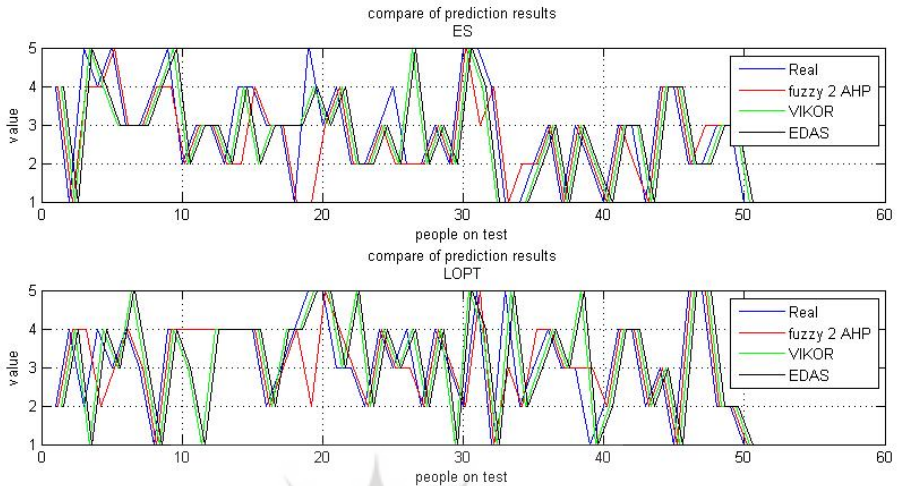 compare of prediction results
ES
5
4
3
2
1
value
0
10
20
30
40
50
60
people on test
Real
fuzzy 2 AHP
VIKOR
EDAS
compare of prediction results
LOPT
5
4
3
2
1
value
0
10
20
30
40
50
60
people on test
Real
fuzzy 2 AHP
VIKOR
EDAS